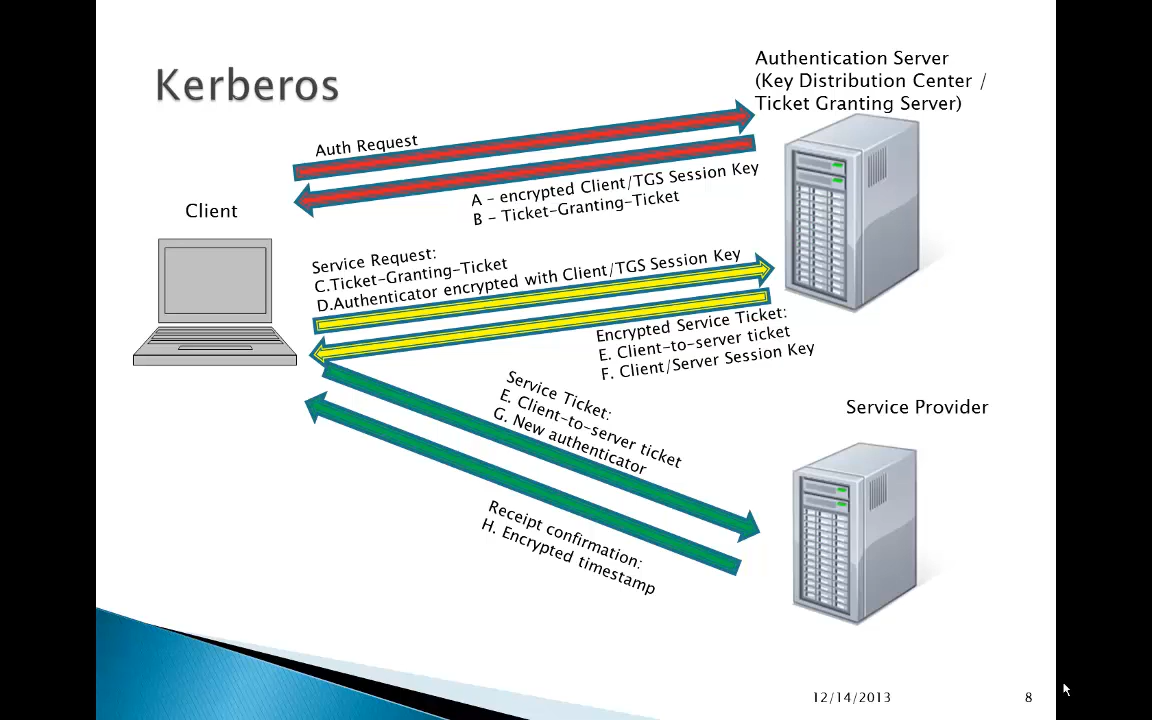 Kerberos
Authentication Server
(Key Distribution Center /
Ticket Granting Server)
Auth Request
A - encrypted Client/TGS Session Key
B - Ticket-Granting-Ticket
Client
Service Request:
C.Ticket-Granting-Ticket
D.Authenticator encrypted with Client/TGS Session Key
Encrypted Service Ticket:
E. Client-to-server ticket
F. Client/Server Session Key
Service Ticket:
E. Client-to-server ticket
G. New authenticator
Service Provider
Receipt confirmation:
H. Encrypted timestamp
12/14/2013
8